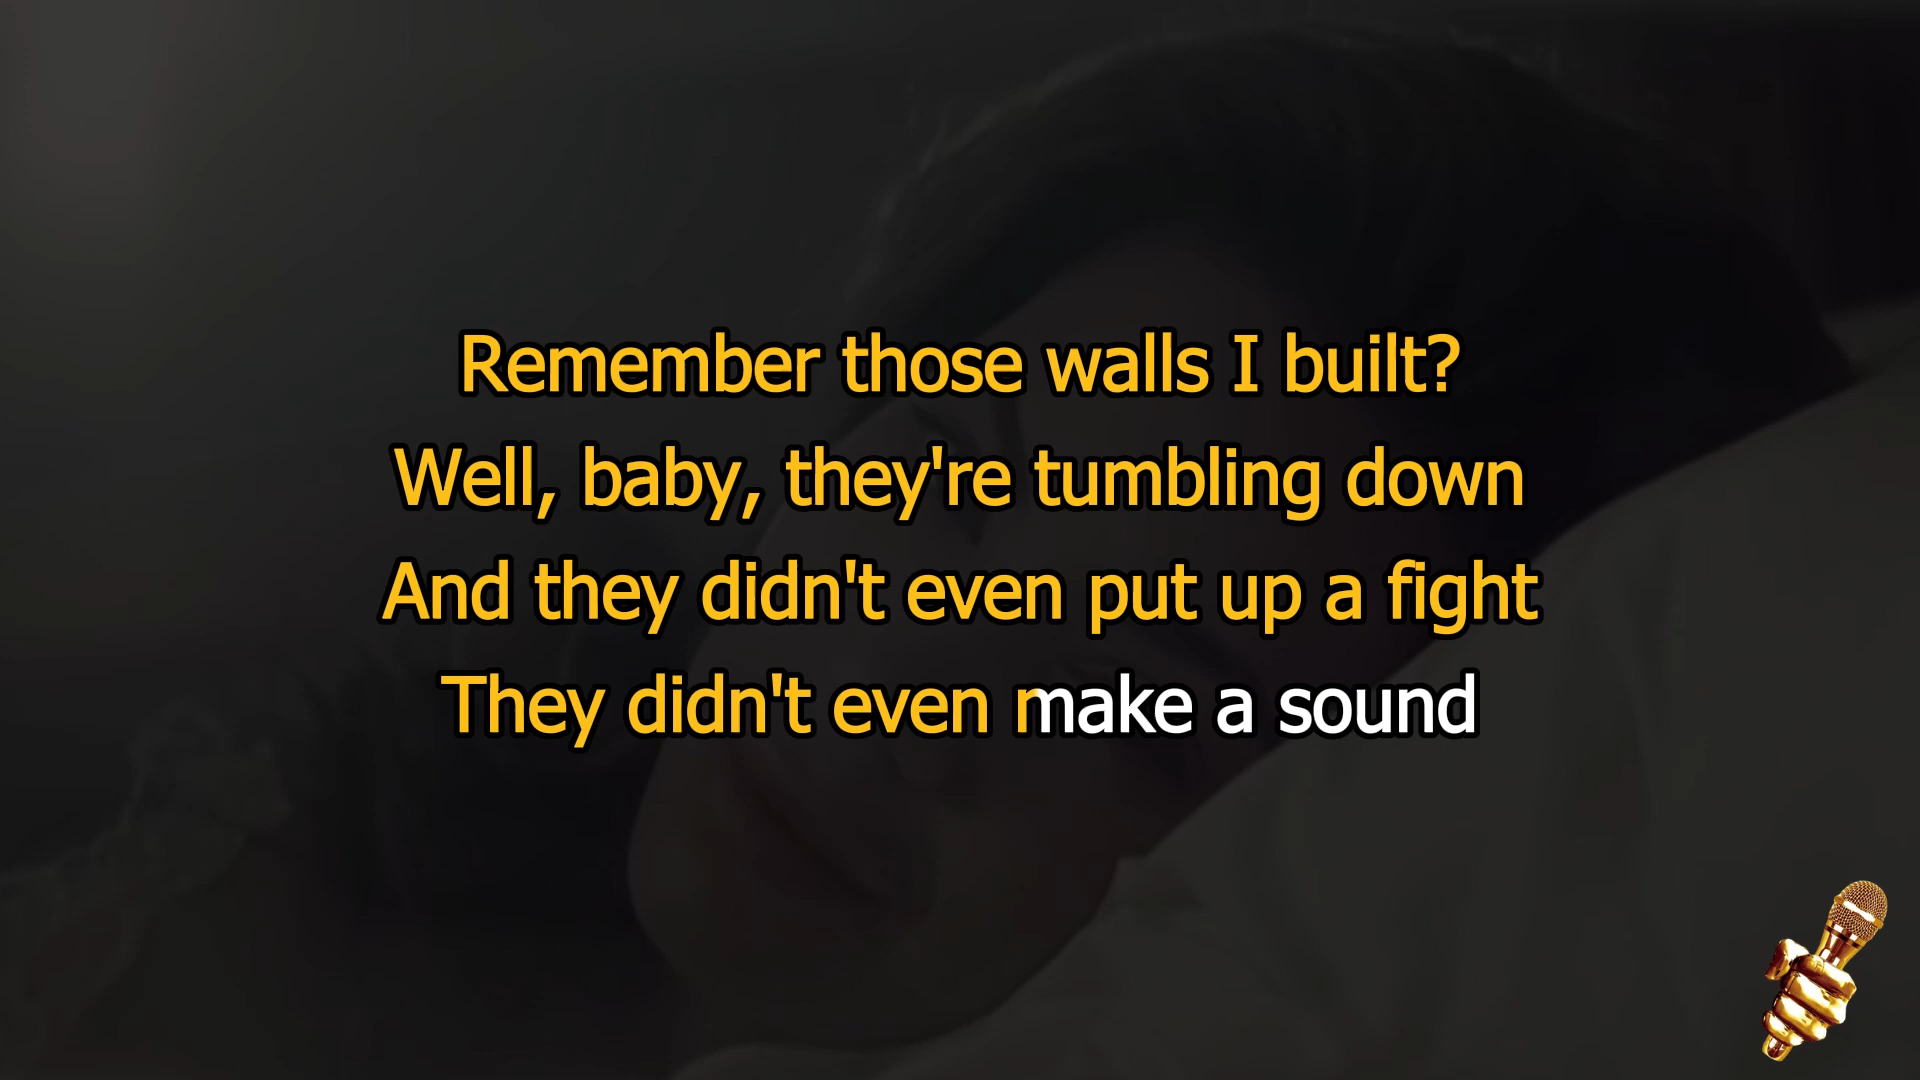 Remember those walls I built?
Well, baby, they're tumbling down
And they didn't even put up a fight
They didn't even make a sound